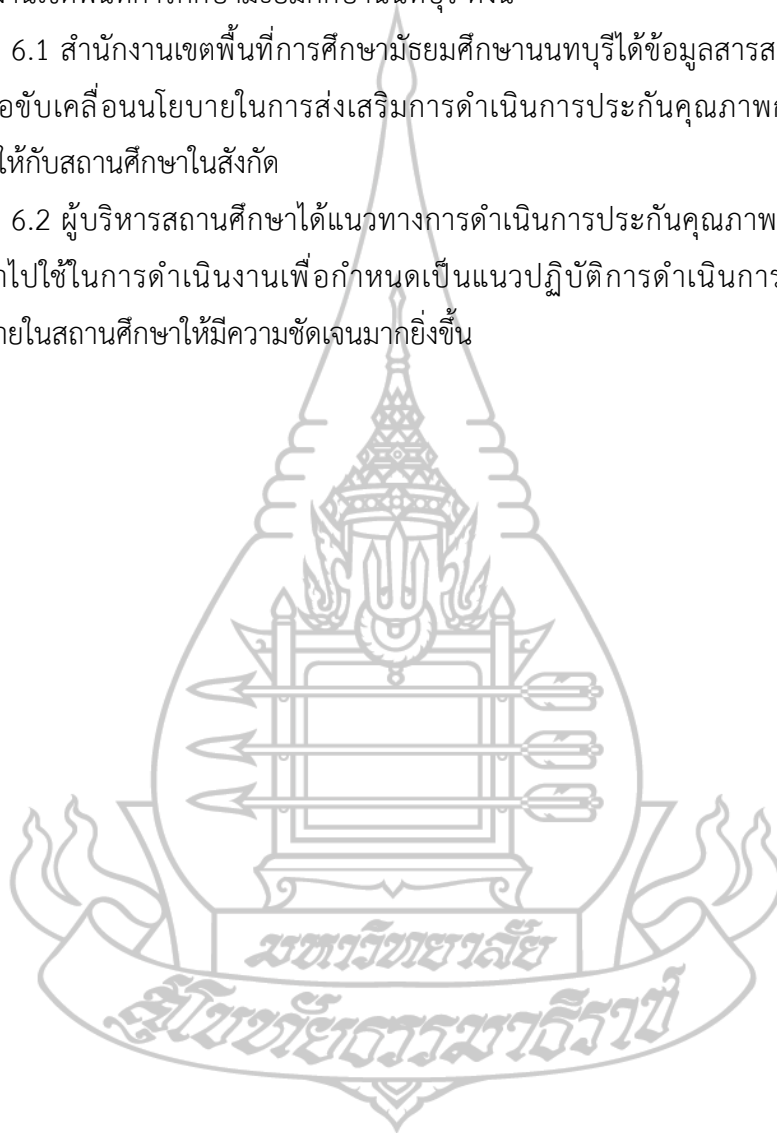 6.1 สำนักงานเขตพื้นที่การศึกษามัธยมศึกษานนทบุรีได้ข้อมูลสารส
อขับเคลื่อนนโยบายในการส่งเสริมการดำเนินการประกันคุณภาพก
ให้กับสถานศึกษาในสังกัด
6.2 ผู้บริหารสถานศึกษาได้แนวทางการดำเนินการประกันคุณภาพ
าไปใช้ในการดำเนินงานเพื่อกำหนดเป็นแนวปฏิบัติการดำเนินการ
ายในสถานศึกษาให้มีความชัดเจนมากยิ่งขึ้น
มหาวิทยาลัย
สุโขทัยธรรมาธิราช